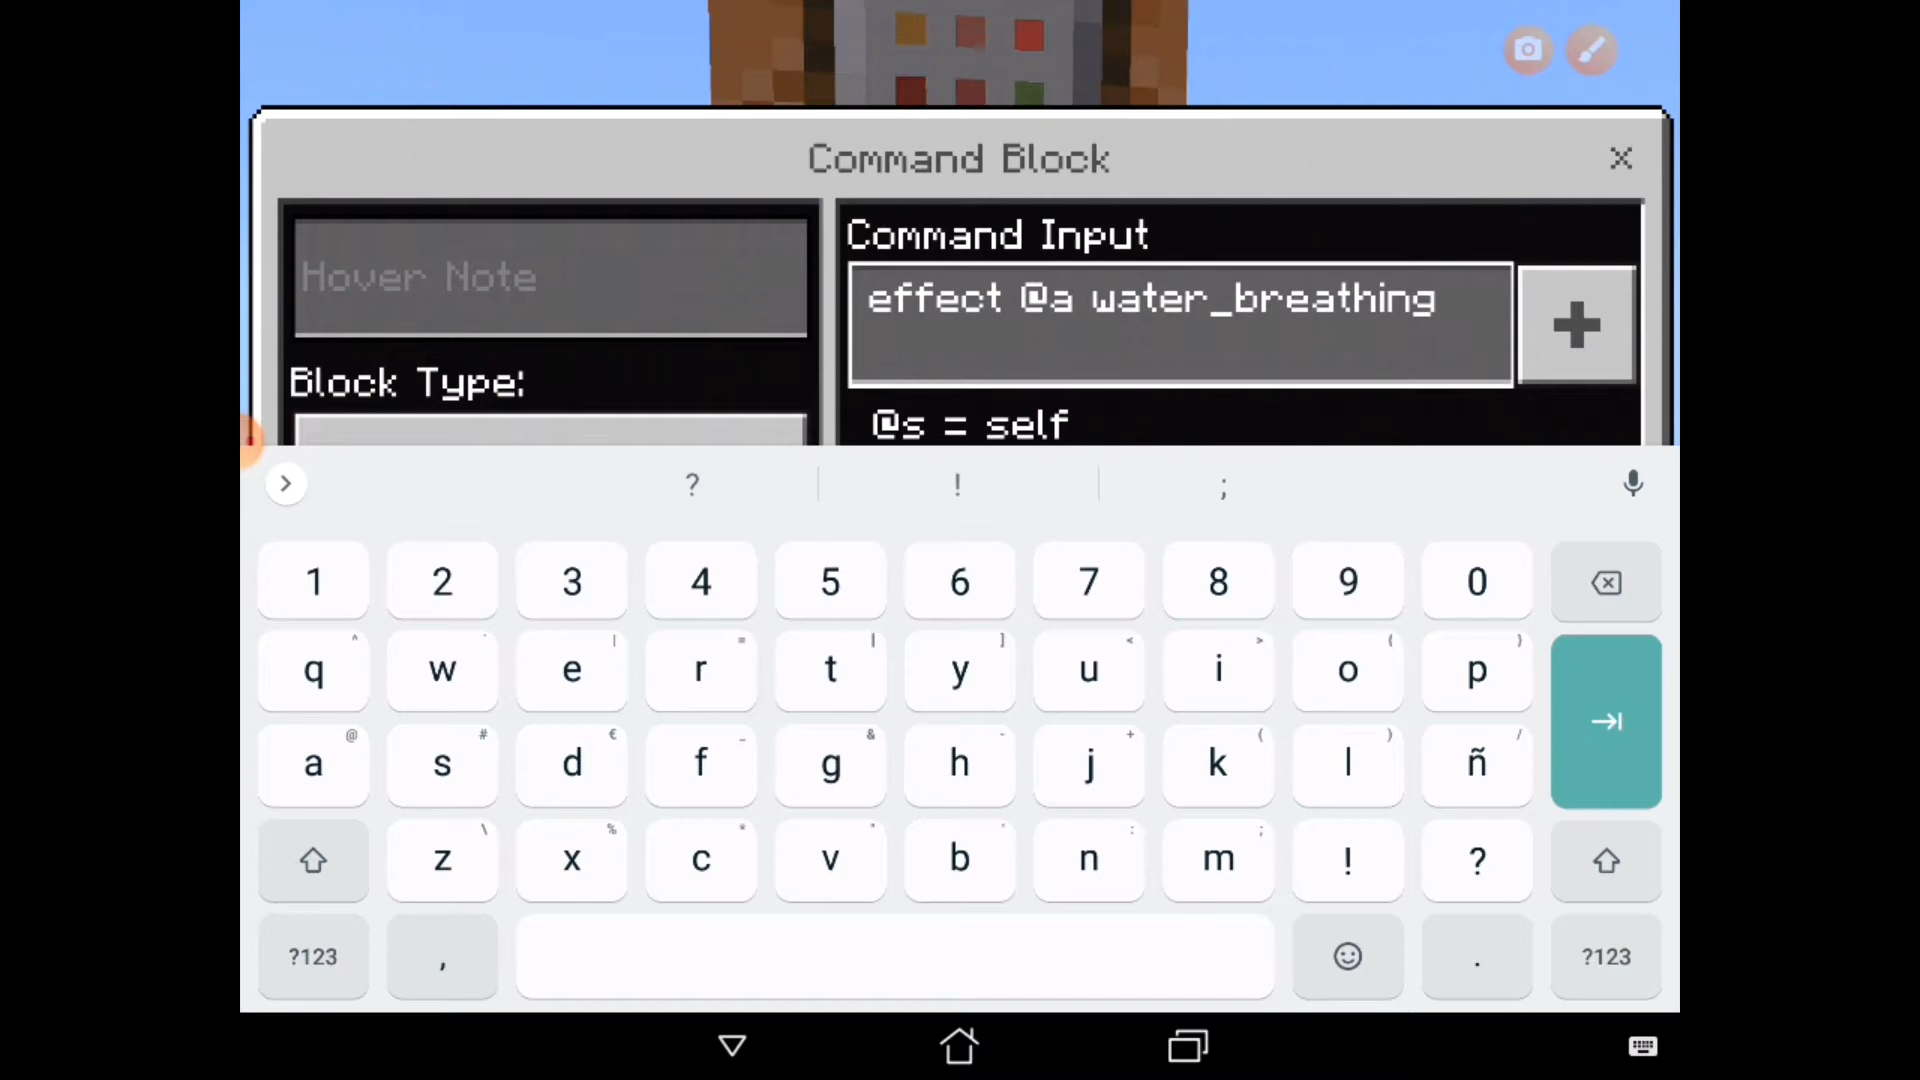 Command Block
Hover Note
Block Type:
Command Input
effect @a water_breathing
@s = self
? ! ;
1 2 3 4 5 6 7 8 9 0
q w e r t y u i o p
a s d f g h j k l ñ
z x c v b n m ! ?
?123 , . ?123